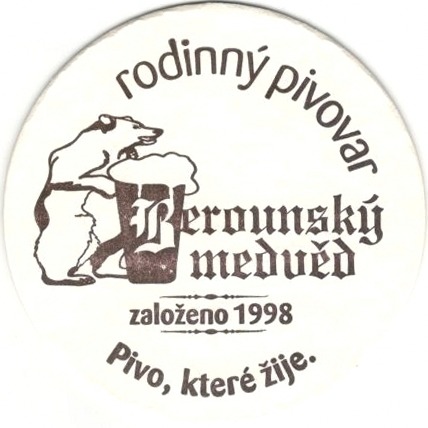 rodinný pivovar
Berounský
medvěd
založeno 1998
Pivo, které žije.